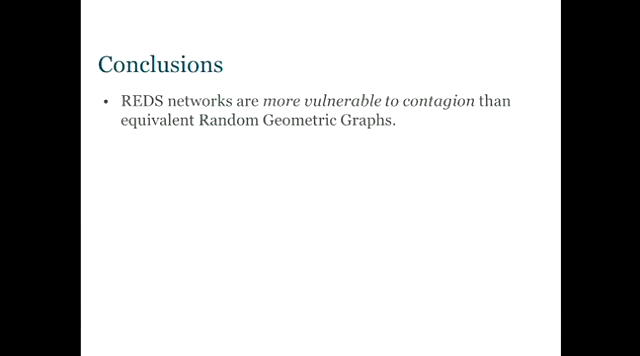 Conclusions
• REDS networks are more vulnerable to contagion than
equivalent Random Geometric Graphs.